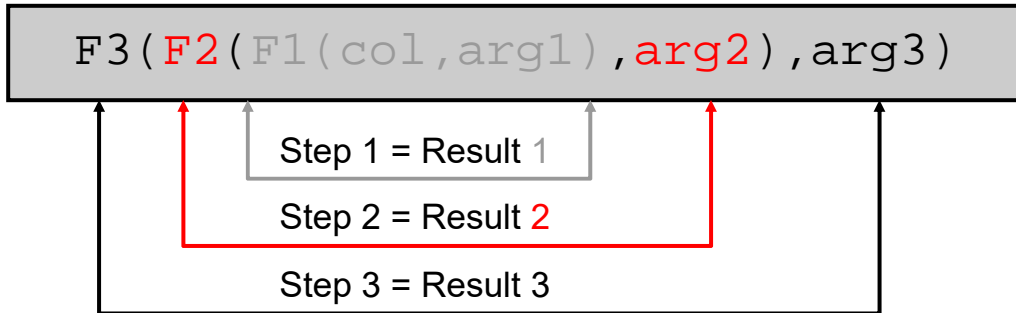 F3(F2(F1(col,arg1),arg2),arg3)
Step 1 = Result 1
Step 2 = Result 2
Step 3 = Result 3